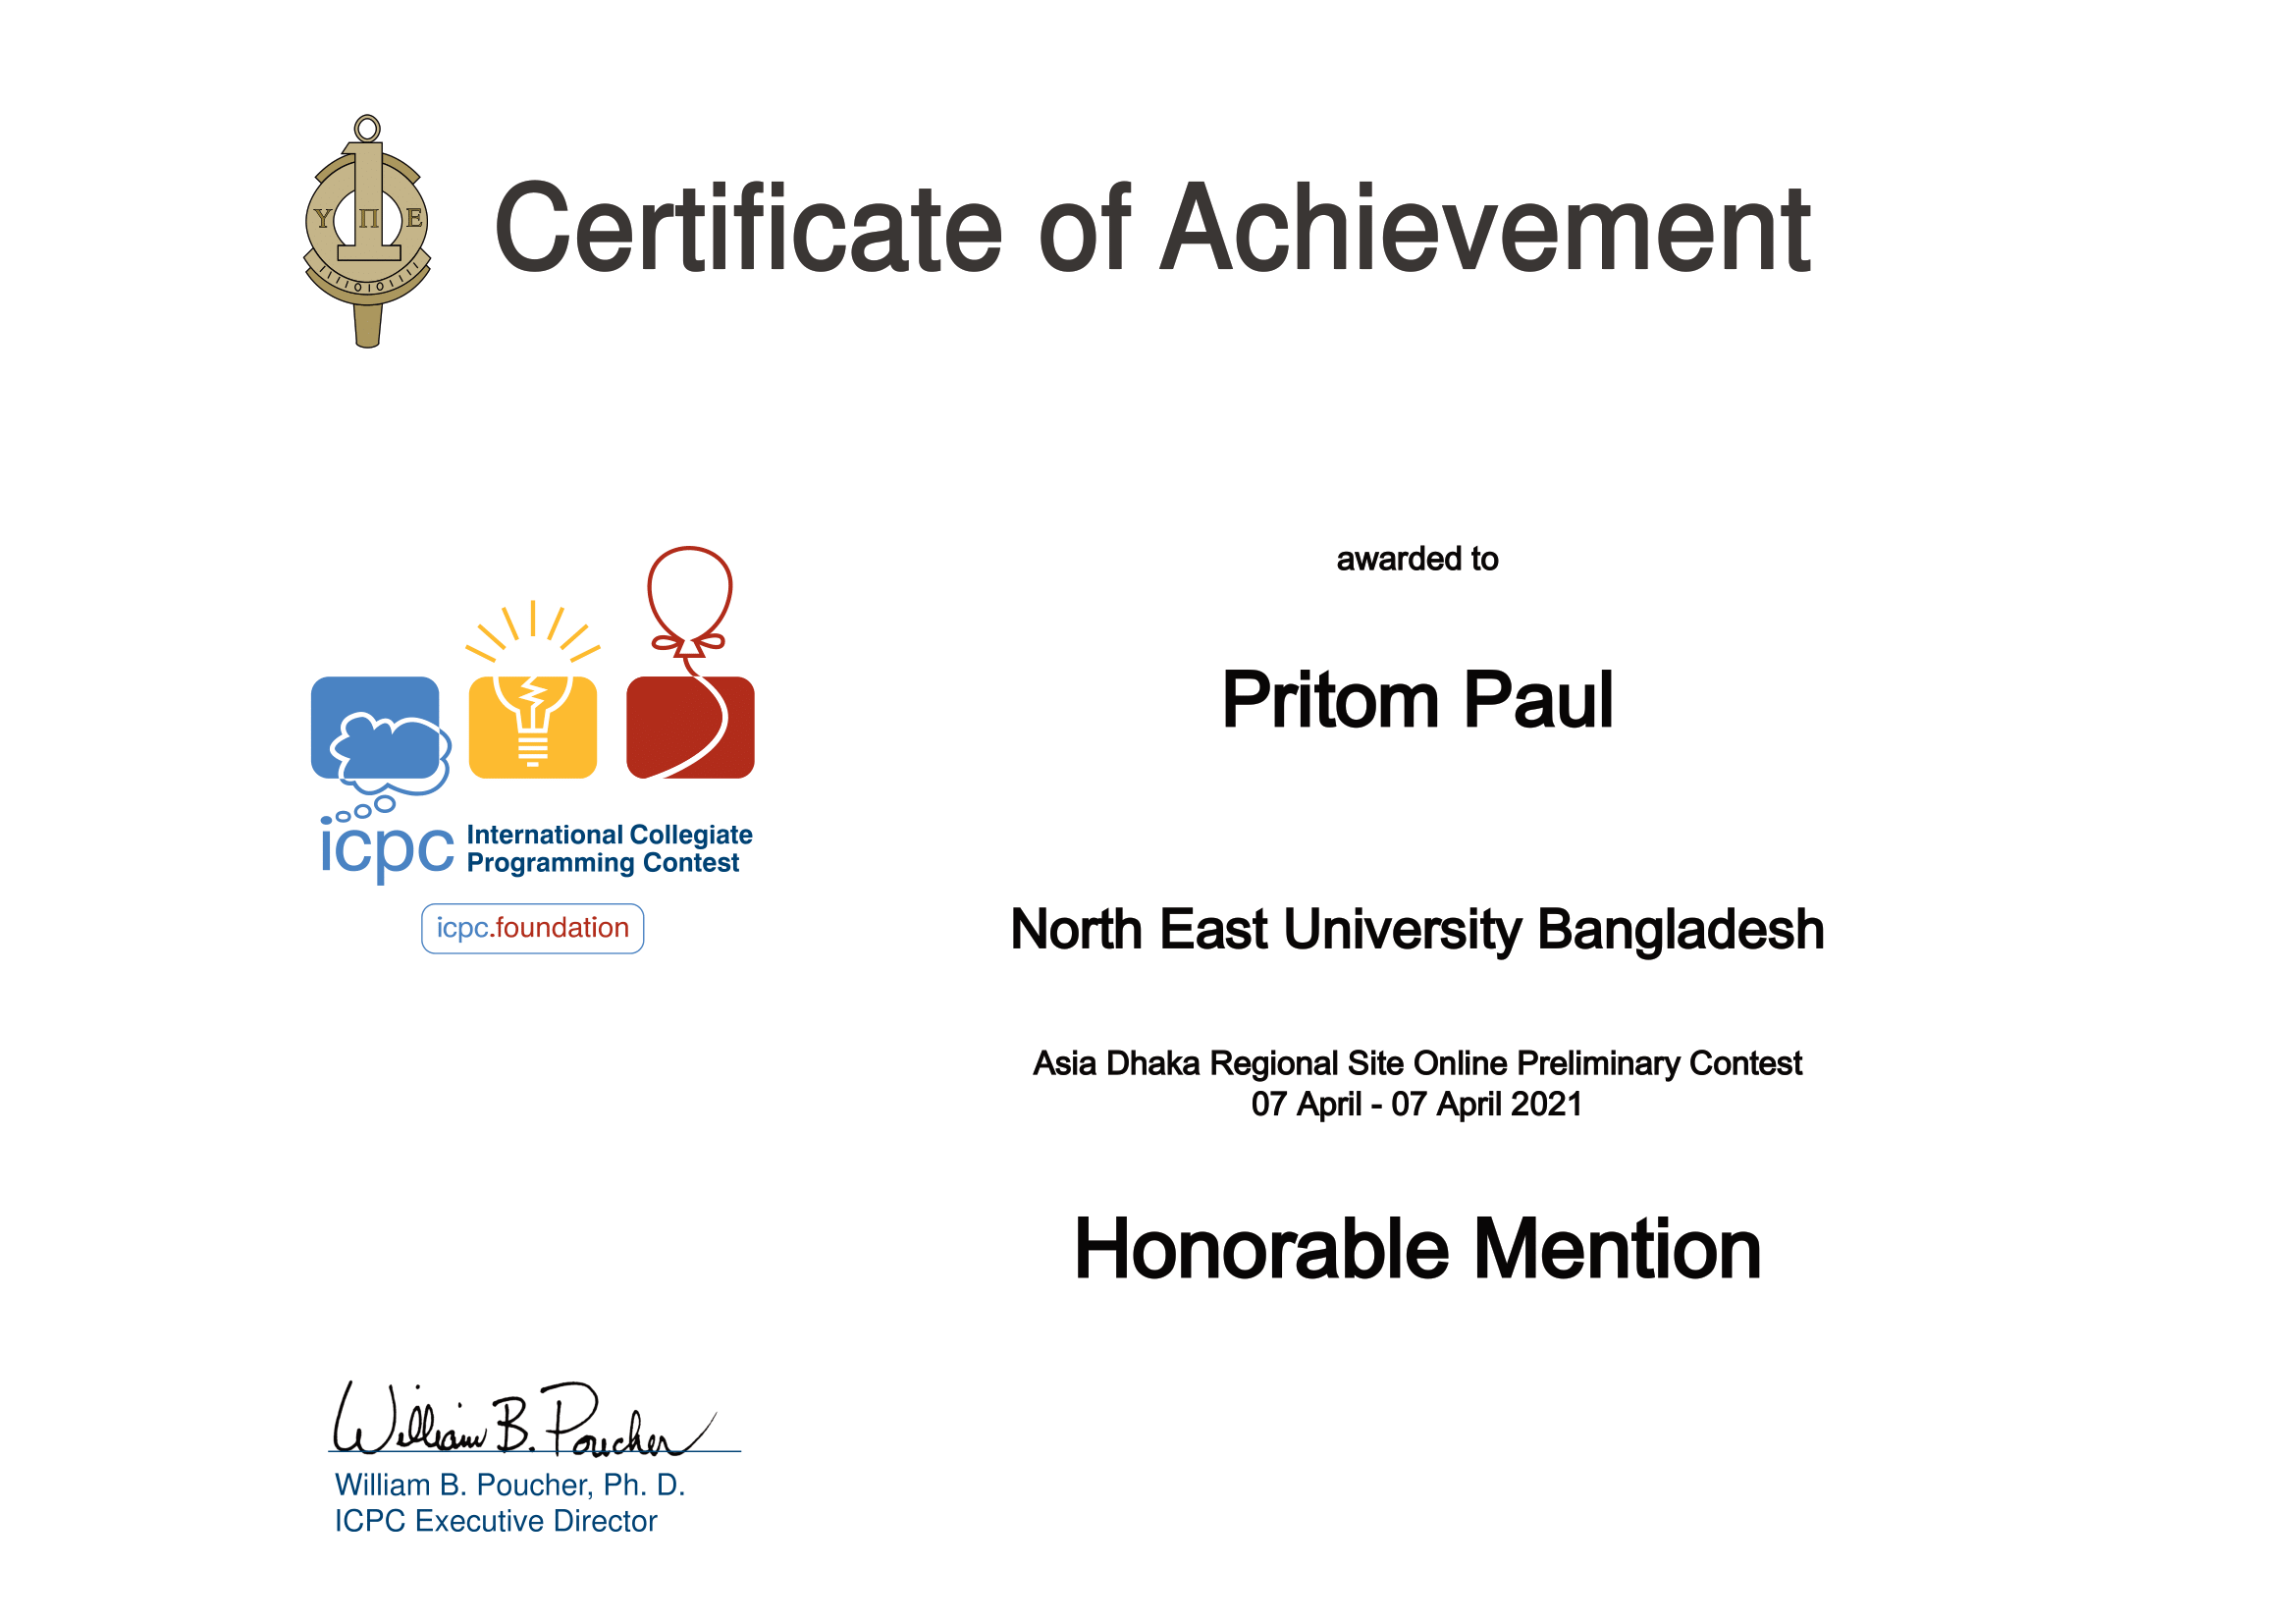 Certificate of Achievement
Υ Π Ε
awarded to
Pritom Paul
icpc International Collegiate
Programming Contest
icpc.foundation
North East University Bangladesh
Asia Dhaka Regional Site Online Preliminary Contest
07 April - 07 April 2021
Honorable Mention
William B. Poucher
William B. Poucher, Ph. D.
ICPC Executive Director